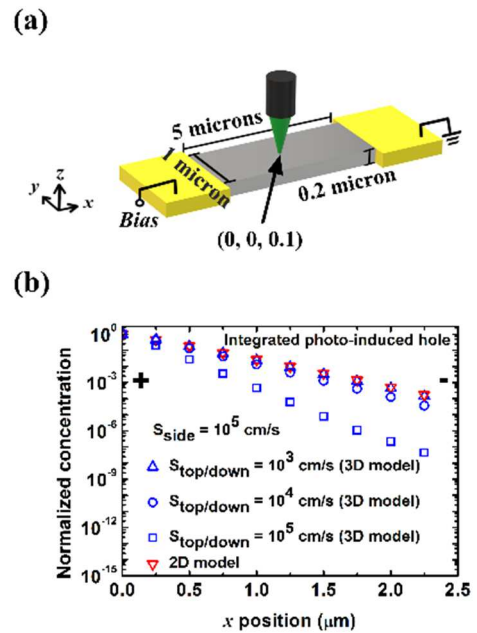 (a)
5 microns
1 micron
0.2 micron
z
y
x
Bias
(0, 0, 0.1)
(b)
Integrated photo-induced hole
+
-
S_side = 10^5 cm/s
S_top/down = 10^3 cm/s (3D model)
S_top/down = 10^4 cm/s (3D model)
S_top/down = 10^5 cm/s (3D model)
2D model
Normalized concentration
10^0
10^-3
10^-6
10^-9
10^-12
10^-15
0.0 0.5 1.0 1.5 2.0 2.5
x position (μm)